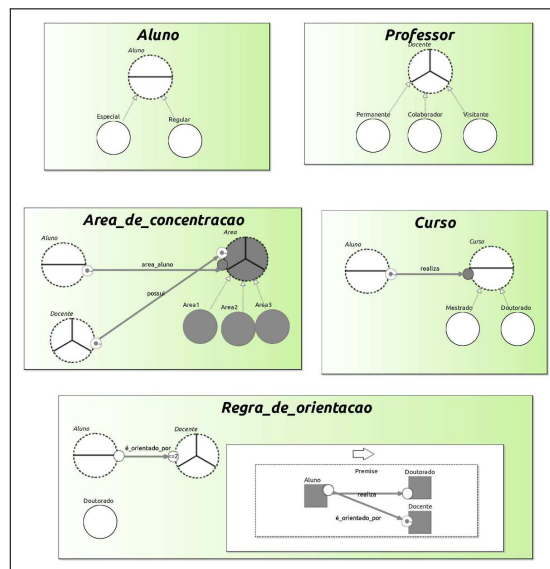 Aluno
Aluno
Especial
Regular
Professor
Docente
Permanente
Colaborador
Visitante
Area_de_concentracao
Aluno
Area
area_aluno
possui
Docente
Area1
Area2
Area3
Curso
Aluno
Curso
realiza
Mestrado
Doutorado
Regra_de_orientacao
Aluno
Docente
é_orientado_por
<=2
Doutorado
Premise
Aluno
Doutorado
realiza
Docente
é_orientado_por